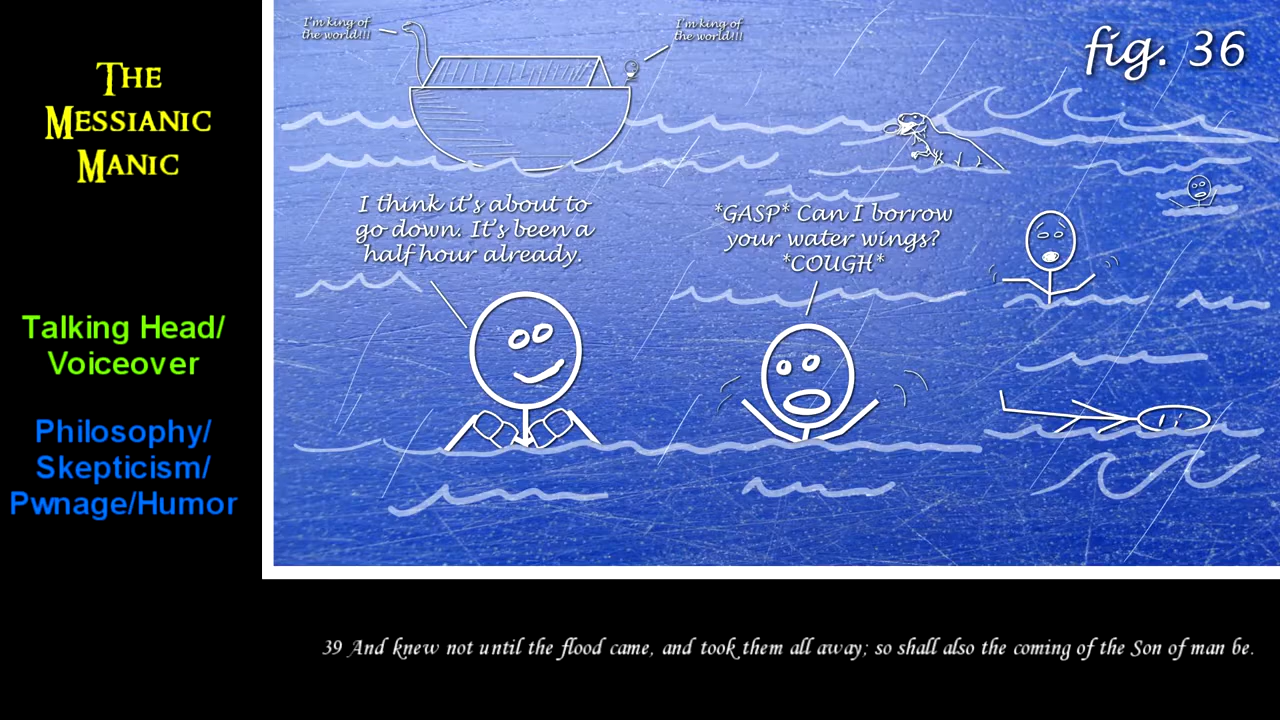 The
Messianic
Manic
Talking Head/
Voiceover
Philosophy/
Skepticism/
Pwnage/Humor
I'm king of
the world!!!
I'm king of
the world!!!
fig. 36
I think it's about to
go down. It's been a
half hour already.
*GASP* Can I borrow
your water wings?
*COUGH*
39 And knew not until the flood came, and took them all away; so shall also the coming of the Son of man be.